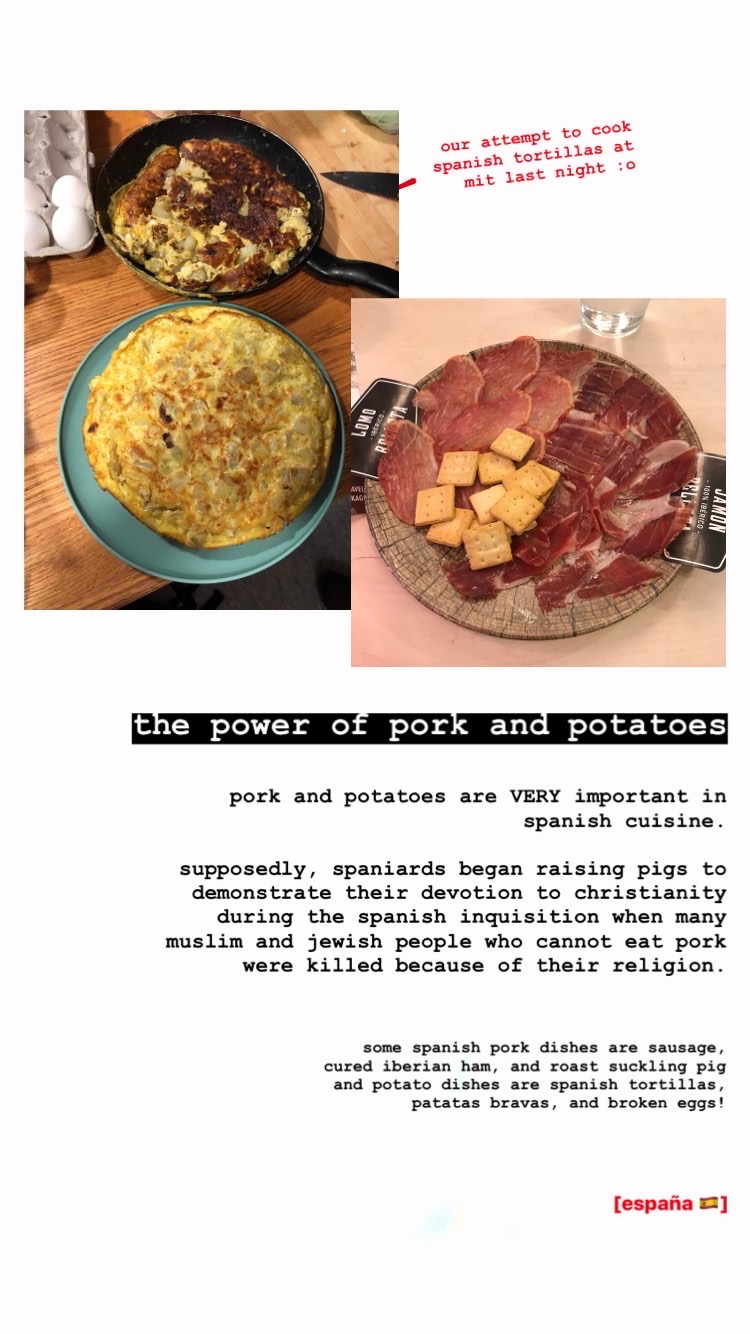 our attempt to cook
spanish tortillas at
mit last night :o
LOMO
- IBÉRICO -
JAMÓN
- 100% IBÉRICO -
the power of pork and potatoes
pork and potatoes are VERY important in
spanish cuisine.
supposedly, spaniards began raising pigs to
demonstrate their devotion to christianity
during the spanish inquisition when many
muslim and jewish people who cannot eat pork
were killed because of their religion.
some spanish pork dishes are sausage,
cured iberian ham, and roast suckling pig
and potato dishes are spanish tortillas,
patatas bravas, and broken eggs!
[españa 🇪🇸]